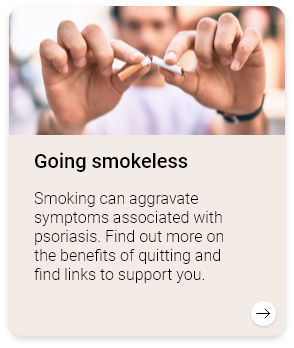 Going smokeless
Smoking can aggravate
symptoms associated with
psoriasis. Find out more on
the benefits of quitting and
find links to support you.